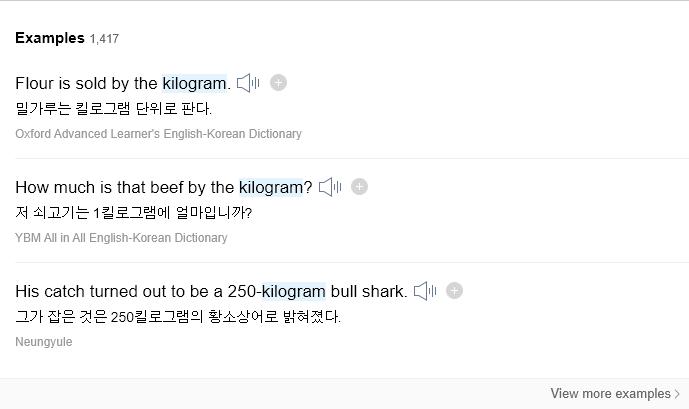 Examples 1,417
Flour is sold by the kilogram.
밀가루는 킬로그램 단위로 판다.
Oxford Advanced Learner's English-Korean Dictionary
How much is that beef by the kilogram?
저 쇠고기는 1킬로그램에 얼마입니까?
YBM All in All English-Korean Dictionary
His catch turned out to be a 250-kilogram bull shark.
그가 잡은 것은 250킬로그램의 황소상어로 밝혀졌다.
Neungyule
View more examples